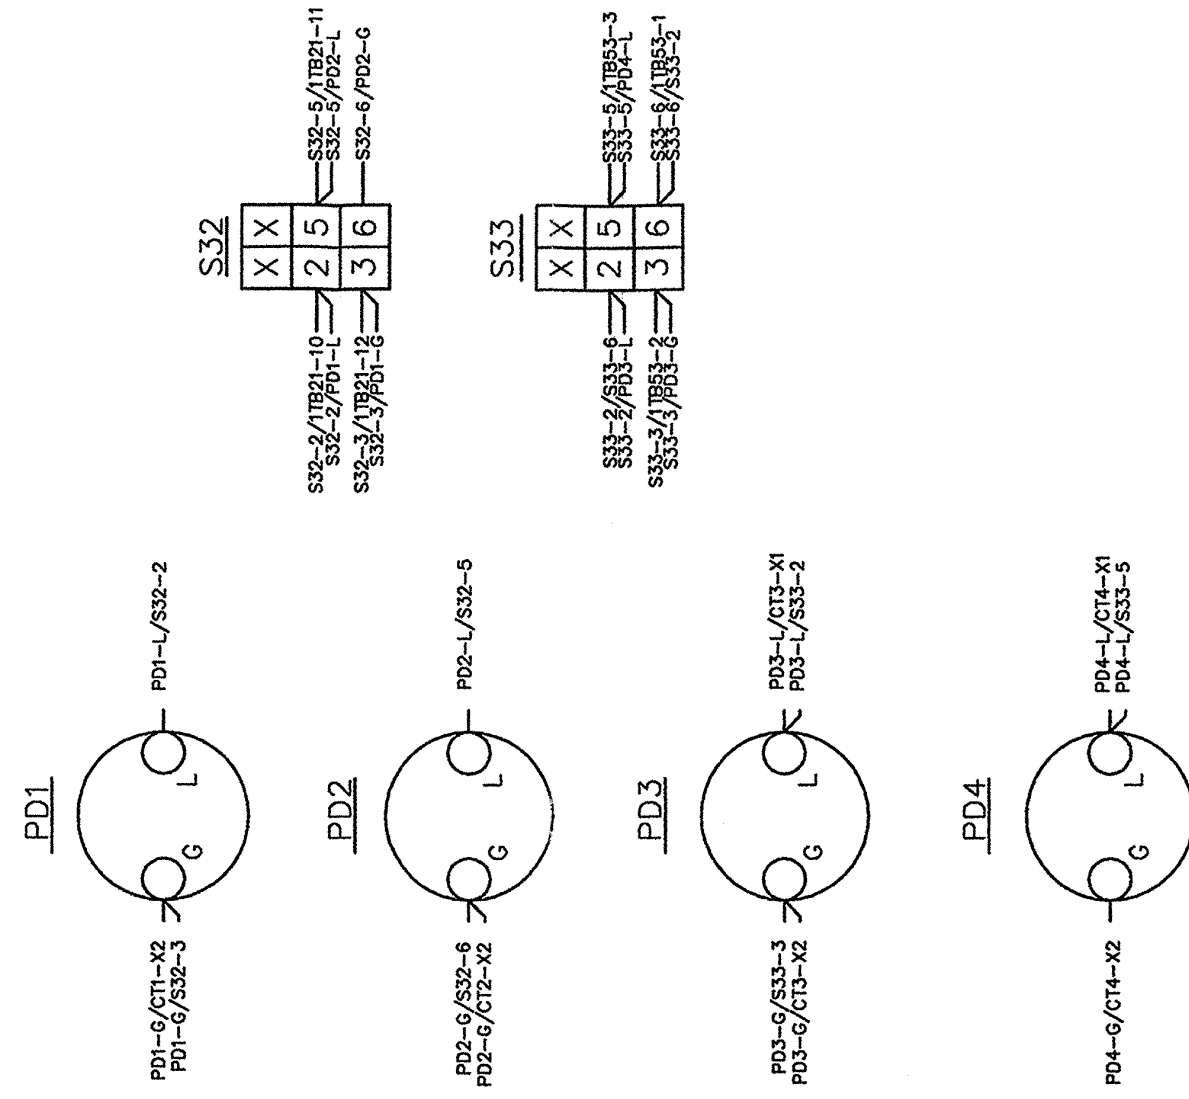 S32
X X
2 5
3 6
S32-2/1TB21-10
S32-2/PD1-L
S32-3/1TB21-12
S32-3/PD1-G
S32-5/1TB21-11
S32-5/PD2-L
S32-6/PD2-G
S33
X X
2 5
3 6
S33-2/S33-6
S33-2/PD3-L
S33-3/1TB53-2
S33-3/PD3-G
S33-5/1TB53-3
S33-5/PD4-L
S33-6/1TB53-1
S33-6/S33-2
PD1
G
L
PD1-G/CT1-X2
PD1-G/S32-3
PD1-L/S32-2
PD2
G
L
PD2-G/S32-6
PD2-G/CT2-X2
PD2-L/S32-5
PD3
G
L
PD3-G/S33-3
PD3-G/CT3-X2
PD3-L/CT3-X1
PD3-L/S33-2
PD4
G
L
PD4-G/CT4-X2
PD4-L/CT4-X1
PD4-L/S33-5